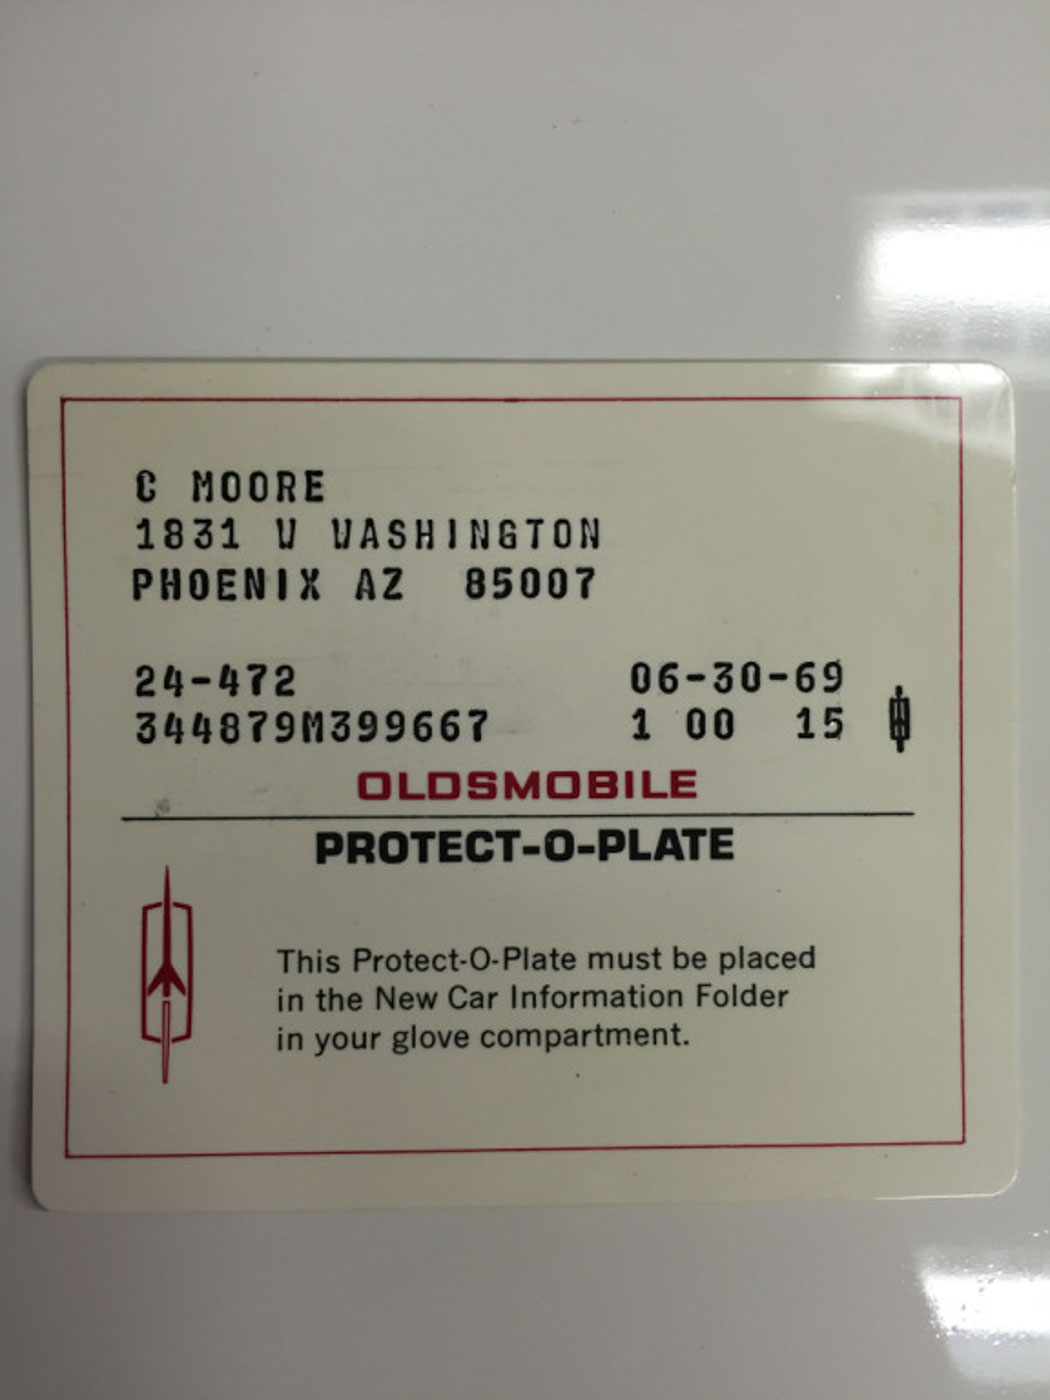 C MOORE
1831 W WASHINGTON
PHOENIX AZ 85007
24-472 06-30-69
344879M399667 1 00 15
OLDSMOBILE
PROTECT-O-PLATE
This Protect-O-Plate must be placed
in the New Car Information Folder
in your glove compartment.